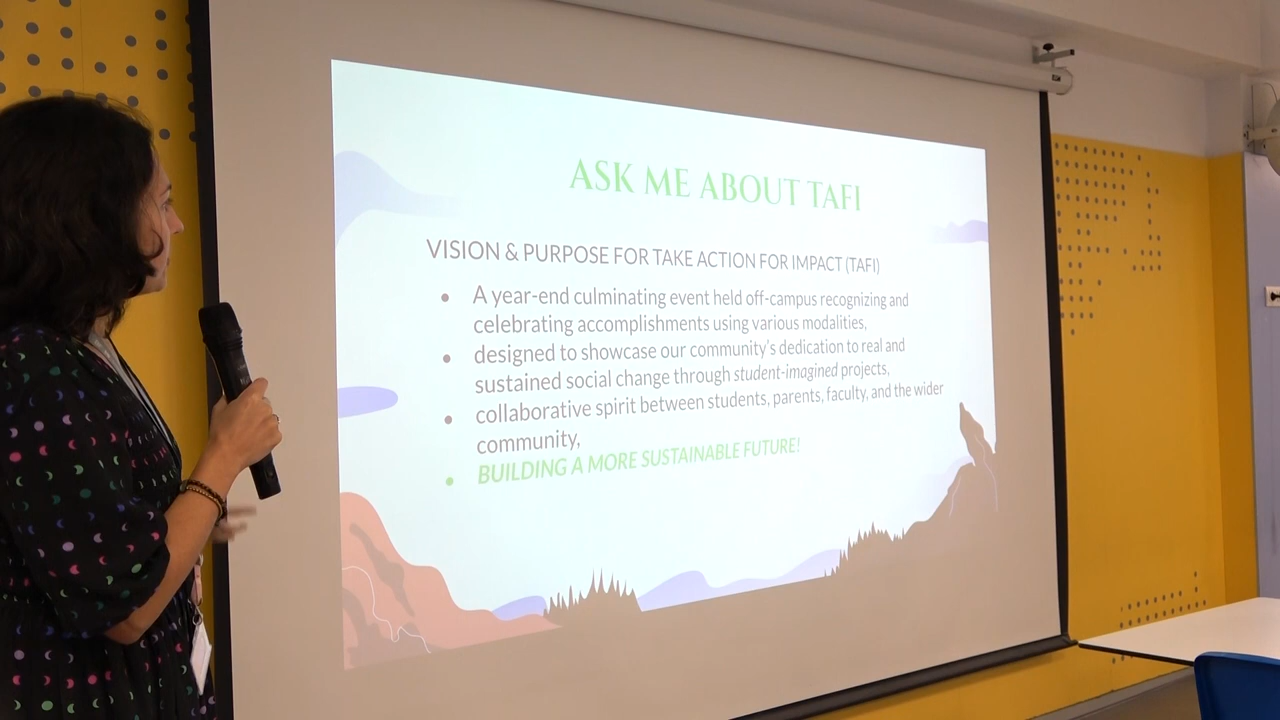 ASK ME ABOUT TAFI
VISION & PURPOSE FOR TAKE ACTION FOR IMPACT (TAFI)
• A year-end culminating event held off-campus recognizing and
celebrating accomplishments using various modalities,
• designed to showcase our community's dedication to real and
sustained social change through student-imagined projects,
• collaborative spirit between students, parents, faculty, and the wider
community,
• BUILDING A MORE SUSTAINABLE FUTURE!